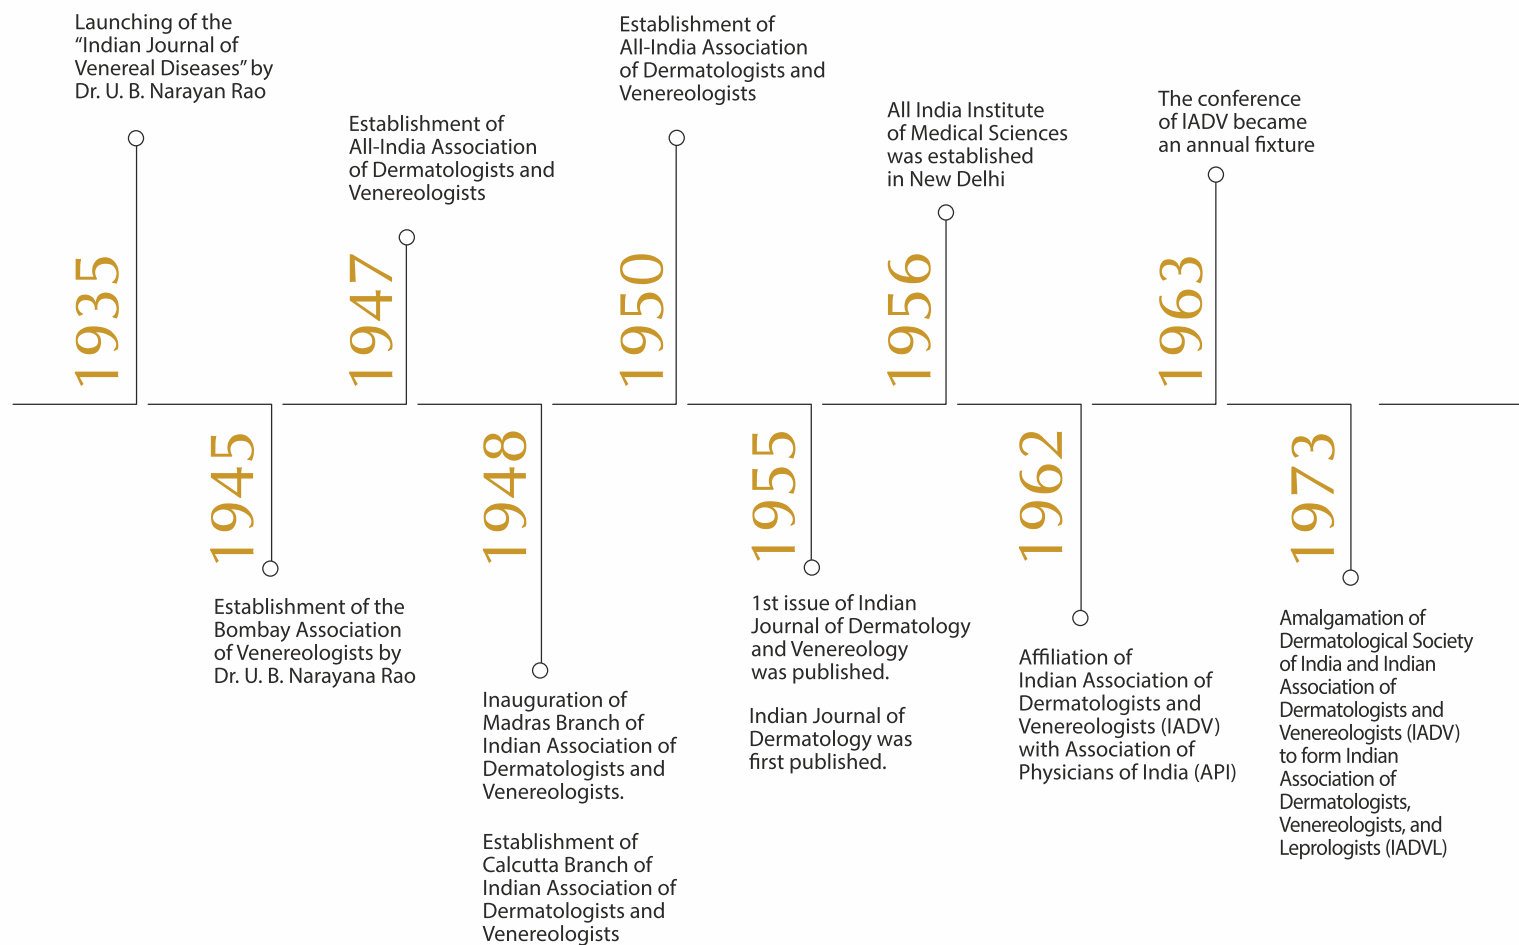 Launching of the
“Indian Journal of
Venereal Diseases” by
Dr. U. B. Narayan Rao
1935
1945
Establishment of the
Bombay Association
of Venereologists by
Dr. U. B. Narayana Rao
Establishment of
All-India Association
of Dermatologists and
Venereologists
1947
1948
Inauguration of
Madras Branch of
Indian Association of
Dermatologists and
Venereologists.
Establishment of
Calcutta Branch of
Indian Association of
Dermatologists and
Venereologists
Establishment of
All-India Association
of Dermatologists and
Venereologists
1950
1955
1st issue of Indian
Journal of Dermatology
and Venereology
was published.
Indian Journal of
Dermatology was
first published.
All India Institute
of Medical Sciences
was established
in New Delhi
1956
1962
Affiliation of
Indian Association of
Dermatologists and
Venereologists (IADV)
with Association of
Physicians of India (API)
The conference
of IADV became
an annual fixture
1963
1973
Amalgamation of
Dermatological Society
of India and Indian
Association of
Dermatologists and
Venereologists (IADV)
to form Indian
Association of
Dermatologists,
Venereologists, and
Leprologists (IADVL)